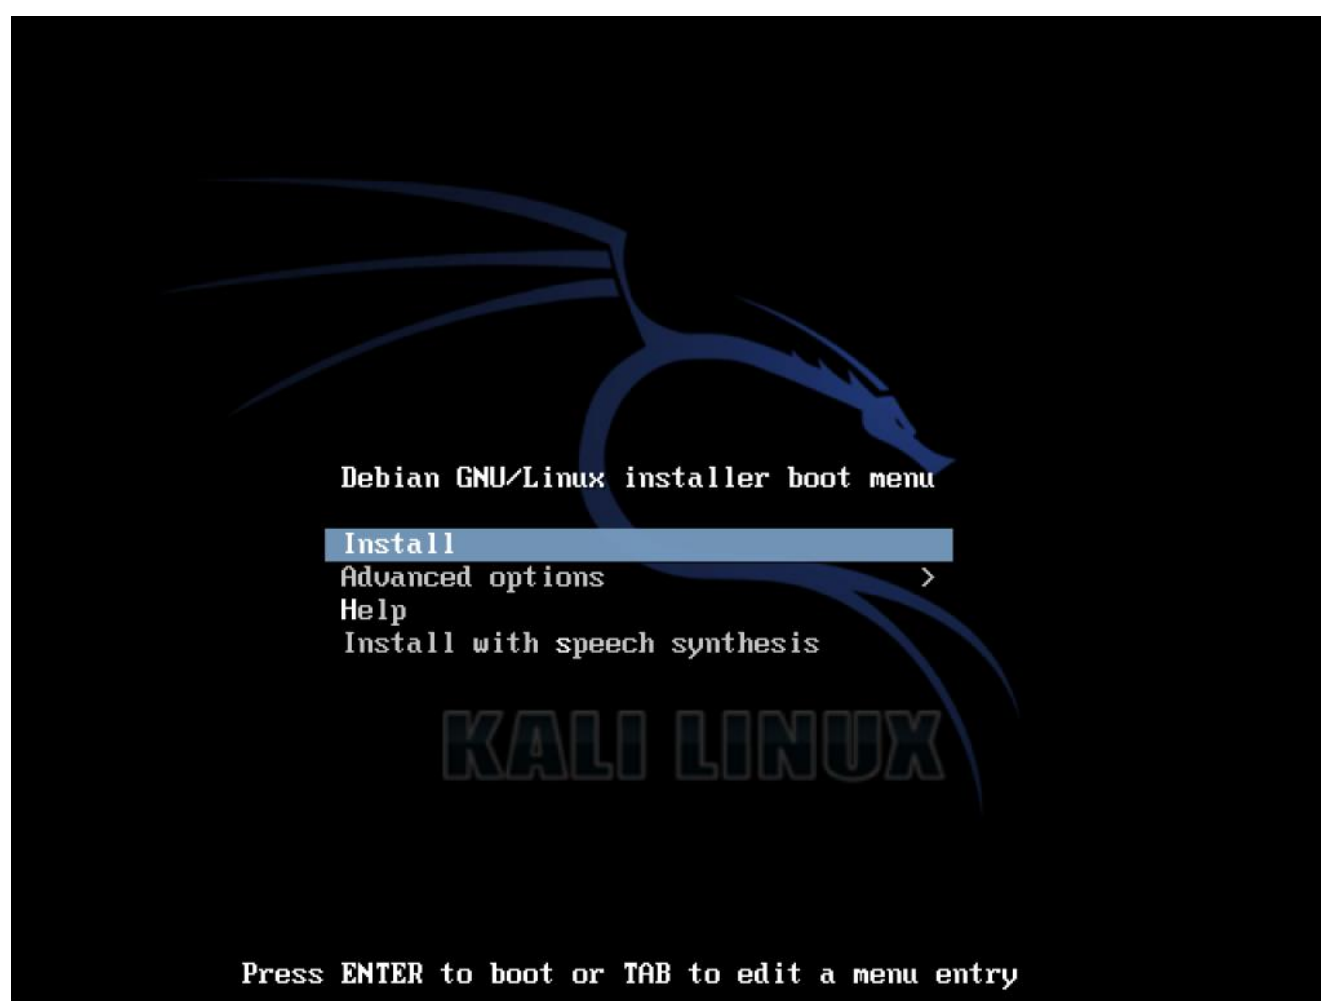 Debian GNU/Linux installer boot menu
Install
Advanced options >
Help
Install with speech synthesis
KALI LINUX
Press ENTER to boot or TAB to edit a menu entry